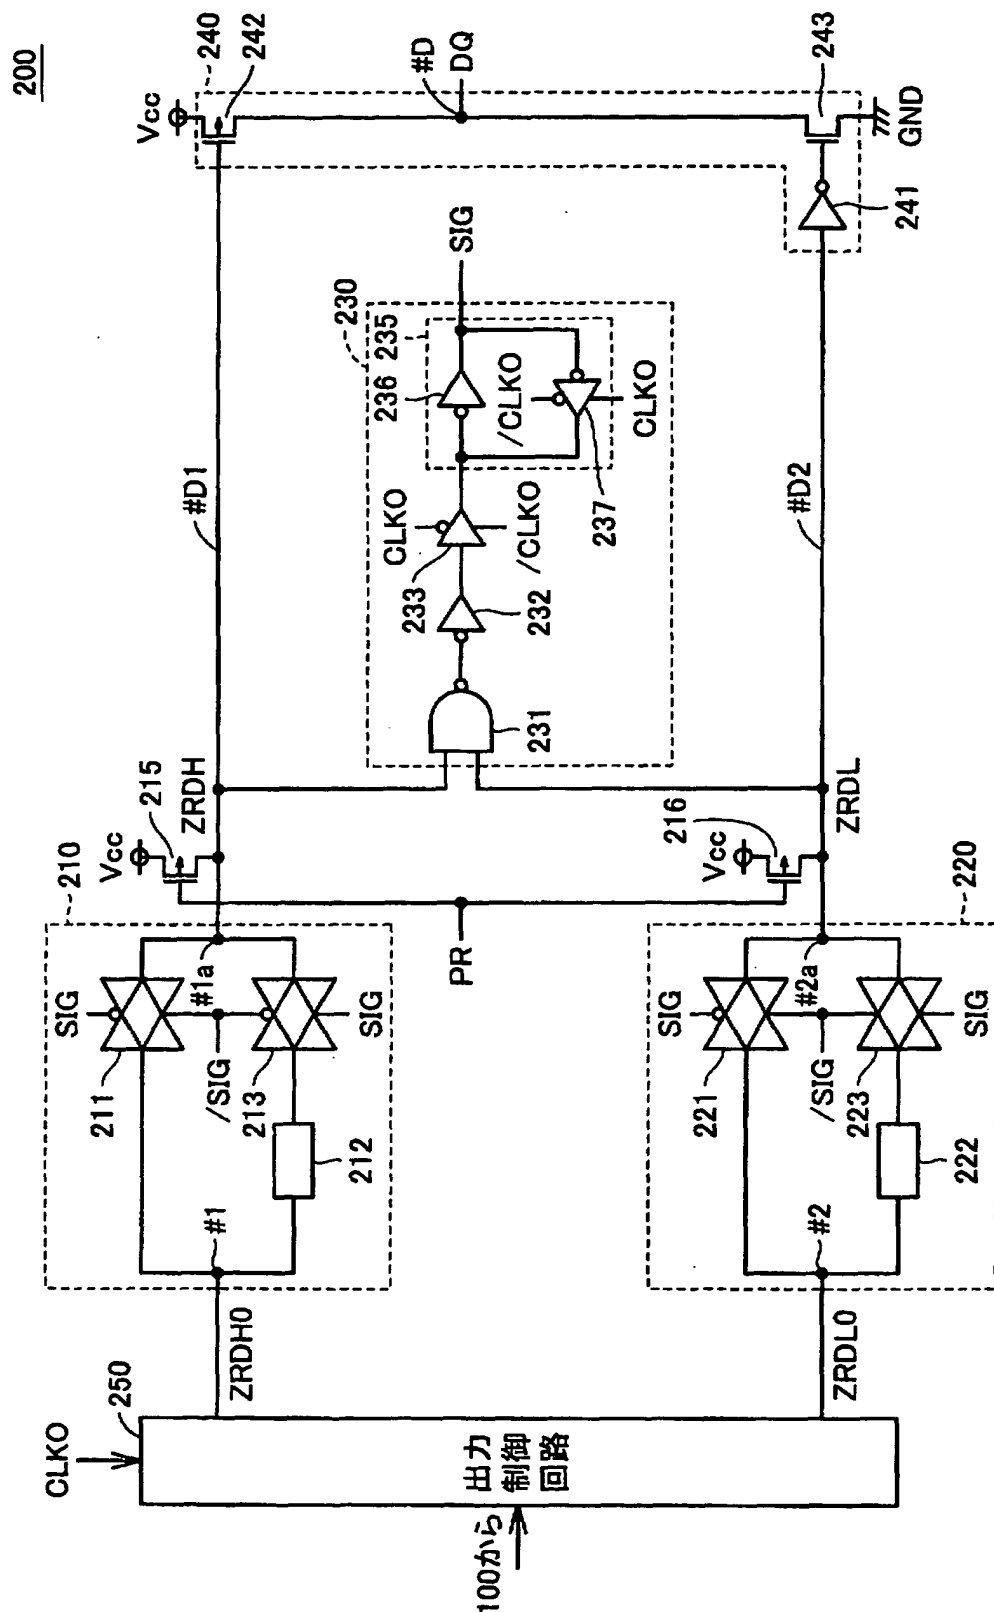 200
Vcc
240
242
#D
DQ
243
GND
241
SIG
230
235
236
/CLKO
CLKO
237
CLKO
/CLKO
233
232
231
#D1
#D2
215
ZRDH
Vcc
210
216
ZRDL
Vcc
220
PR
SIG
#1a
SIG
211
/SIG
213
212
#1
SIG
#2a
SIG
221
/SIG
223
222
#2
ZRDH0
ZRDL0
CLKO
250
出力
制御
回路
100から